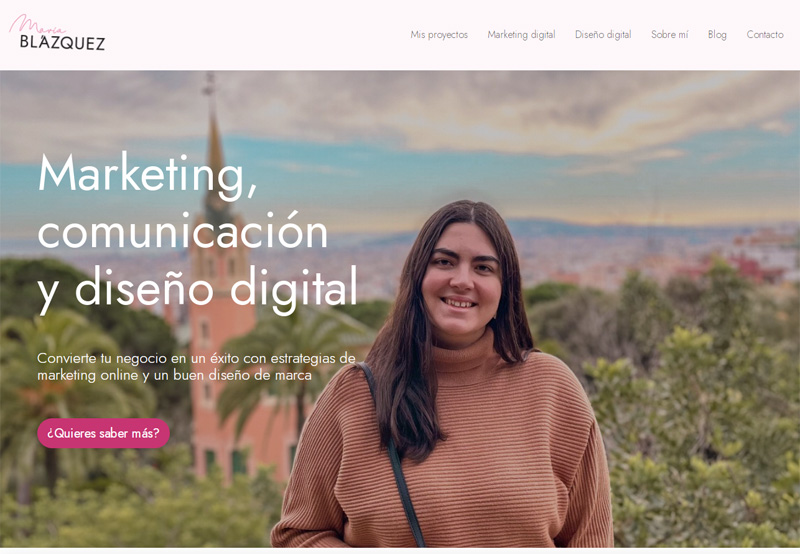 María
BLÁZQUEZ
Mis proyectos Marketing digital Diseño digital Sobre mí Blog Contacto
Marketing,
comunicación
y diseño digital
Convierte tu negocio en un éxito con estrategias de
marketing online y un buen diseño de marca
¿Quieres saber más?